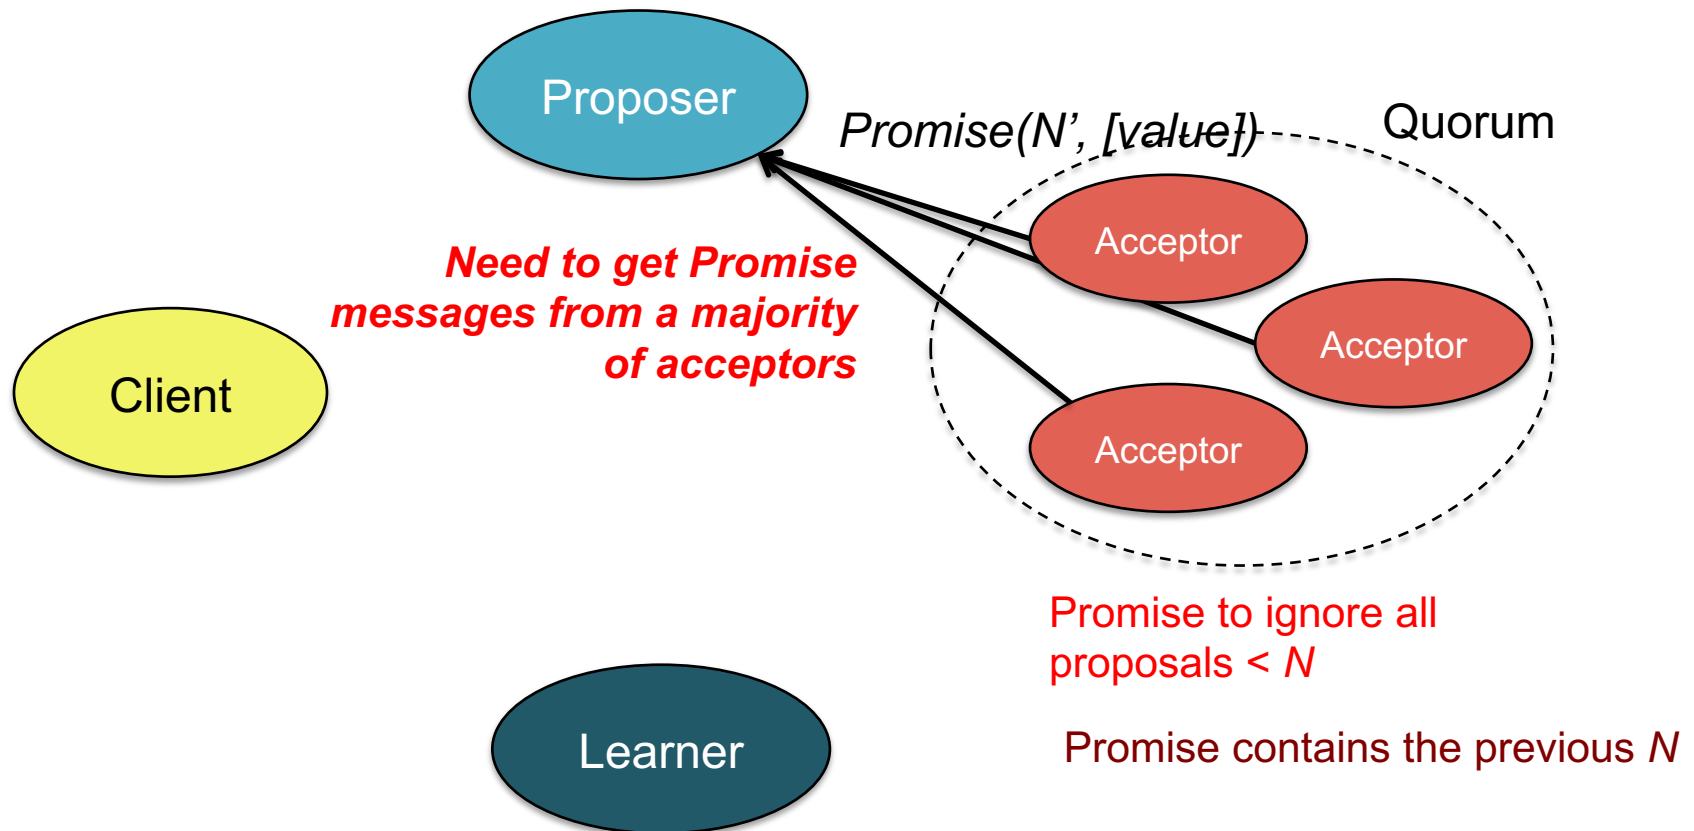 Proposer
Promise(N’, [value])
Quorum
Acceptor
Need to get Promise
messages from a majority
of acceptors
Acceptor
Client
Acceptor
Promise to ignore all
proposals < N
Learner
Promise contains the previous N